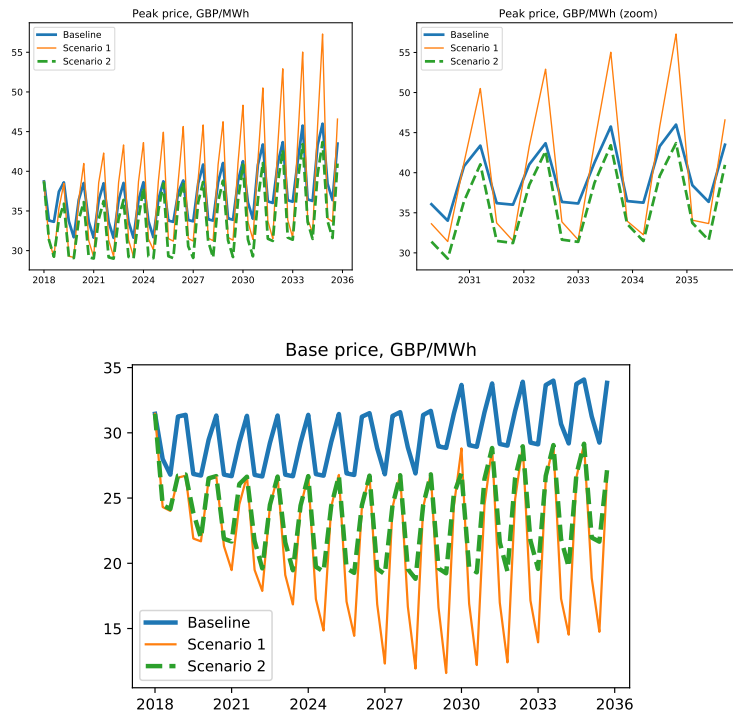 Peak price, GBP/MWh
55
50
45
40
35
30
2018 2021 2024 2027 2030 2033 2036
Baseline
Scenario 1
Scenario 2
Peak price, GBP/MWh (zoom)
55
50
45
40
35
30
2031 2032 2033 2034 2035
Baseline
Scenario 1
Scenario 2
Base price, GBP/MWh
35
30
25
20
15
2018 2021 2024 2027 2030 2033 2036
Baseline
Scenario 1
Scenario 2